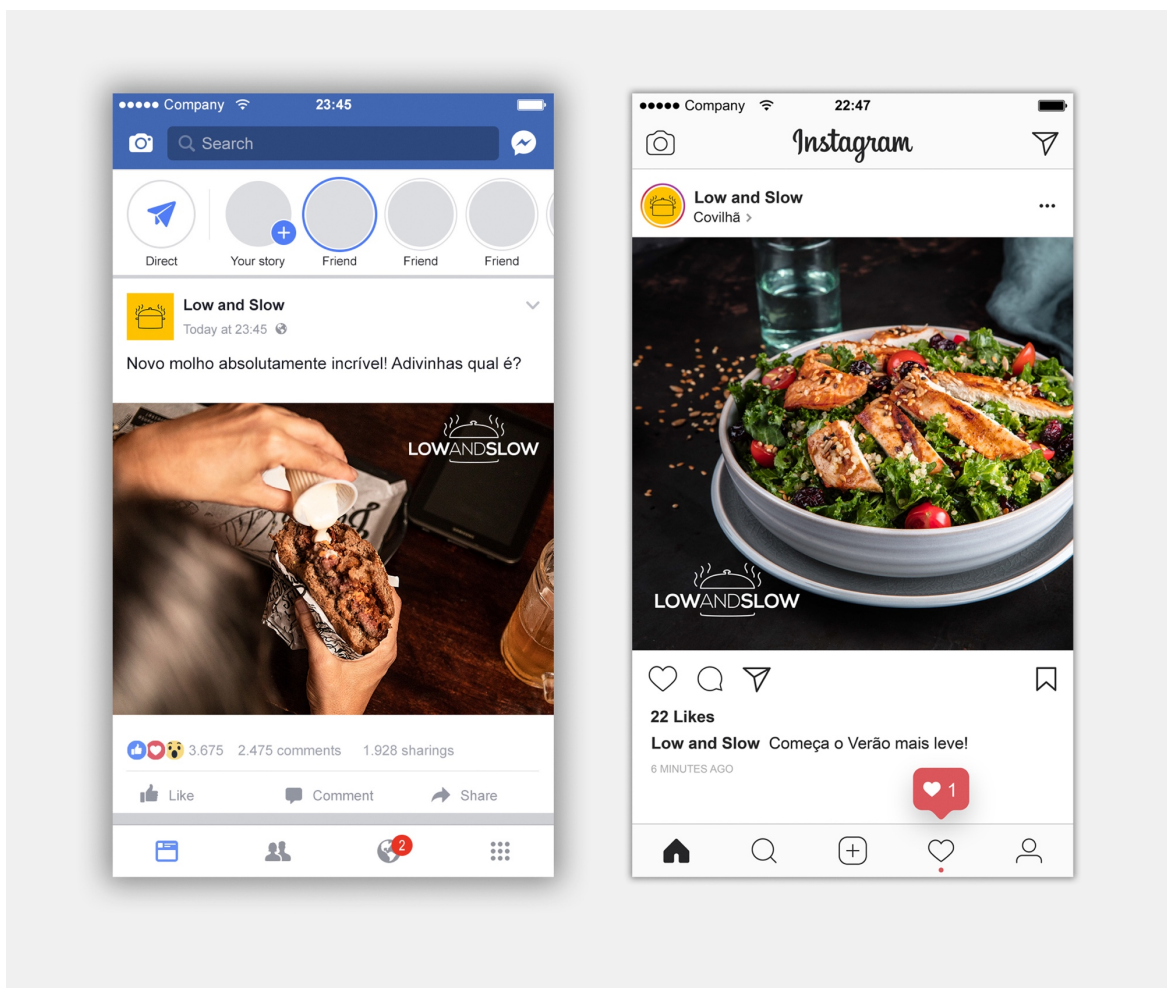 Company 23:45
Search
Direct Your story Friend Friend Friend
Low and Slow
Today at 23:45
Novo molho absolutamente incrível! Adivinhas qual é?
LOWANDSLOW
3.675 2.475 comments 1.928 sharings
Like Comment Share
2
Company 22:47
Instagram
Low and Slow
Covilhã >
LOWANDSLOW
22 Likes
Low and Slow Começa o Verão mais leve!
6 MINUTES AGO
1